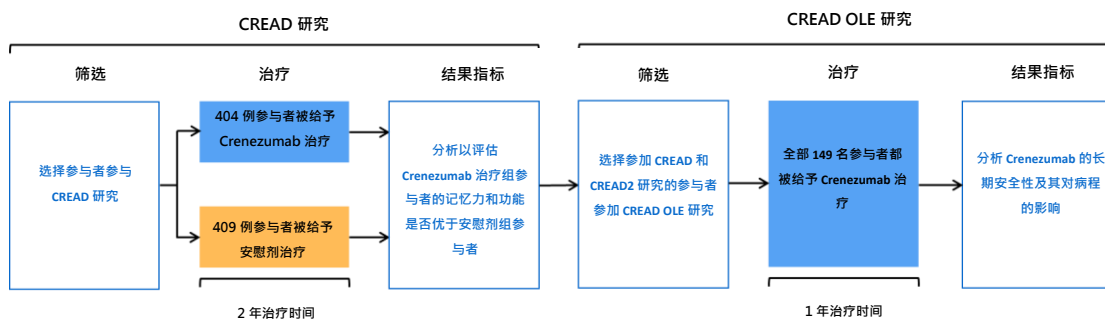 CREAD 研究
CREAD OLE 研究
筛选
治疗
结果指标
筛选
治疗
结果指标
选择参与者参与
CREAD 研究
404 例参与者被给予
Crenezumab 治疗
409 例参与者被给予
安慰剂治疗
分析以评估
Crenezumab 治疗组参
与者的记忆力和功能
是否优于安慰剂组参
与者
选择参加 CREAD 和
CREAD2 研究的参与者
参加 CREAD OLE 研究
全部 149 名参与者都
被给予 Crenezumab 治
疗
分析 Crenezumab 的长
期安全性及其对病程
的影响
2 年治疗时间
1 年治疗时间